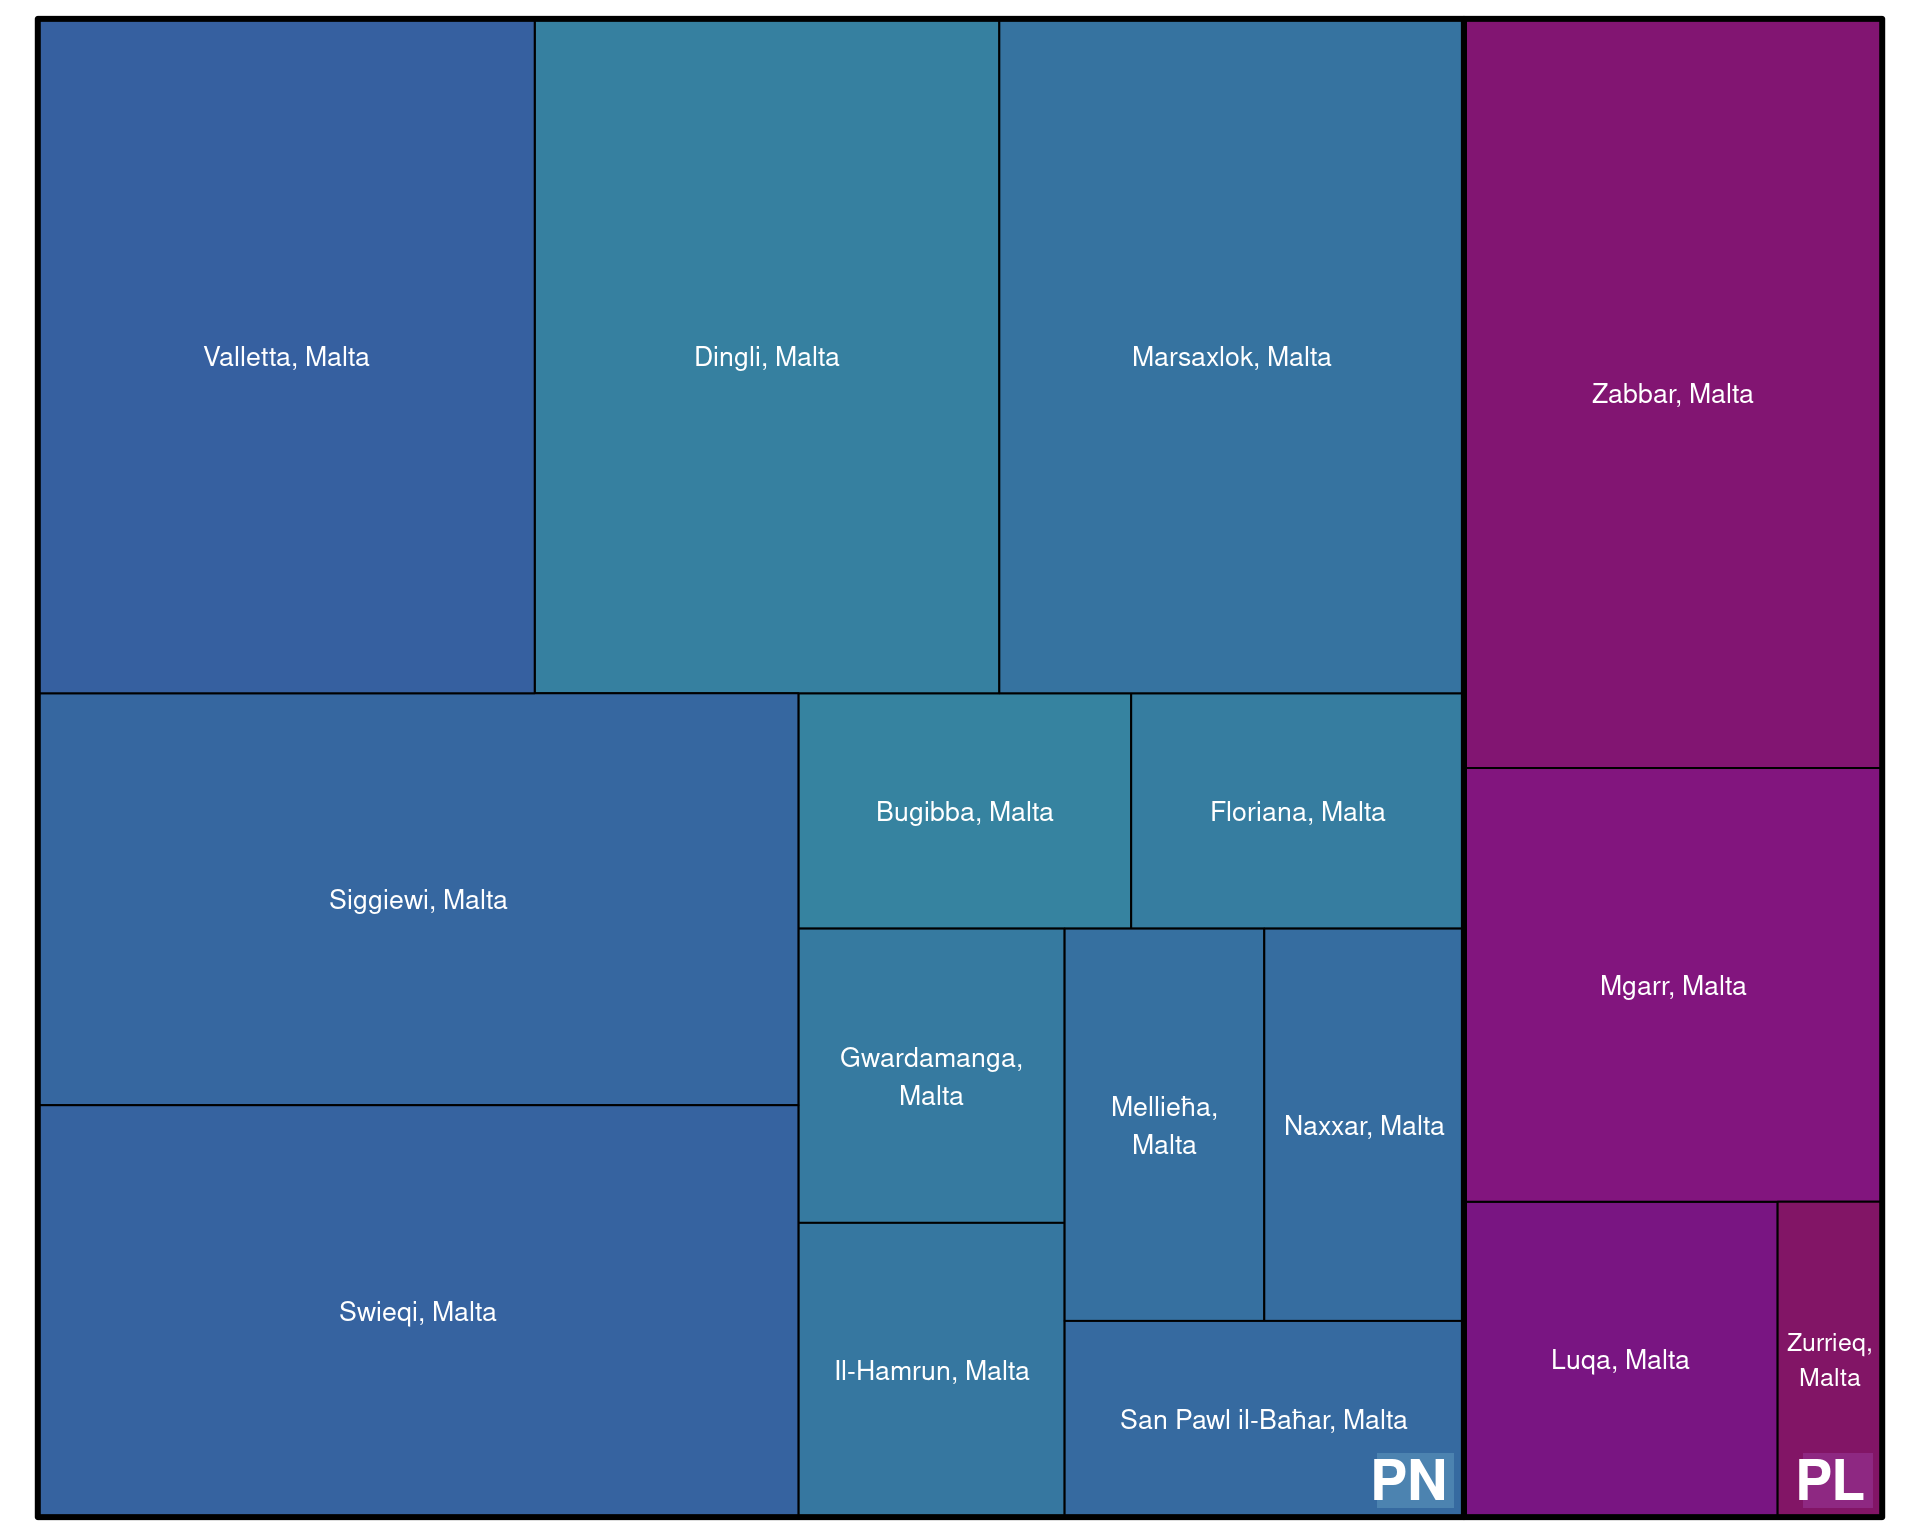 Valletta, Malta
Dingli, Malta
Marsaxlok, Malta
Zabbar, Malta
Bugibba, Malta
Floriana, Malta
Siggiewi, Malta
Mgarr, Malta
Gwardamanga,
Malta
Mellieħa,
Malta
Naxxar, Malta
Swieqi, Malta
Il-Hamrun, Malta
San Pawl il-Baħar, Malta
Luqa, Malta
Zurrieq,
Malta
PN
PL